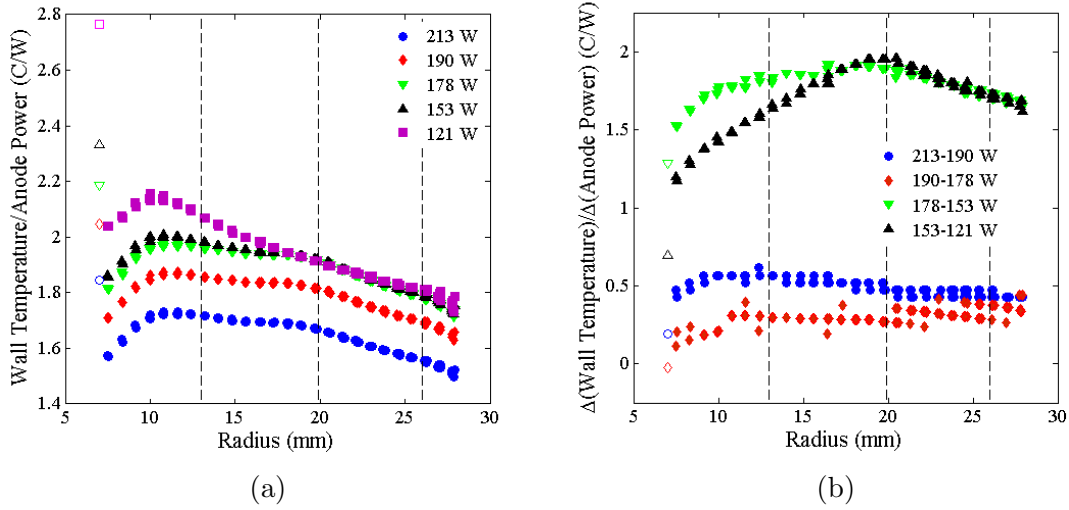 2.8
2.6
2.4
2.2
2
1.8
1.6
1.4
5
10
15
20
25
30
Wall Temperature/Anode Power (C/W)
Radius (mm)
213 W
190 W
178 W
153 W
121 W
(a)
2
1.5
1
0.5
0
5
10
15
20
25
30
Δ(Wall Temperature)/Δ(Anode Power) (C/W)
Radius (mm)
213-190 W
190-178 W
178-153 W
153-121 W
(b)